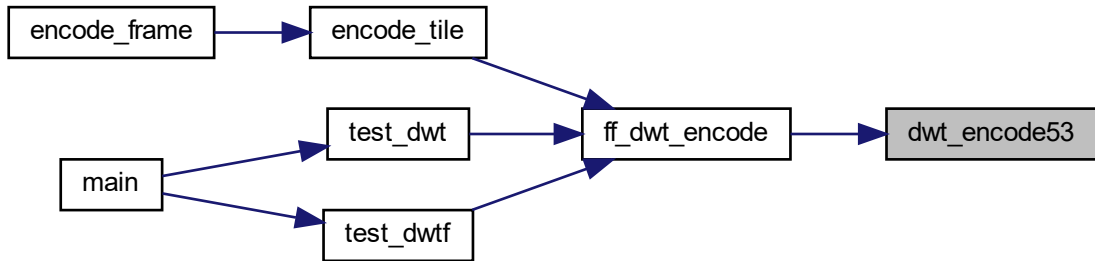 encode_frame
encode_tile
test_dwt
ff_dwt_encode
dwt_encode53
main
test_dwtf